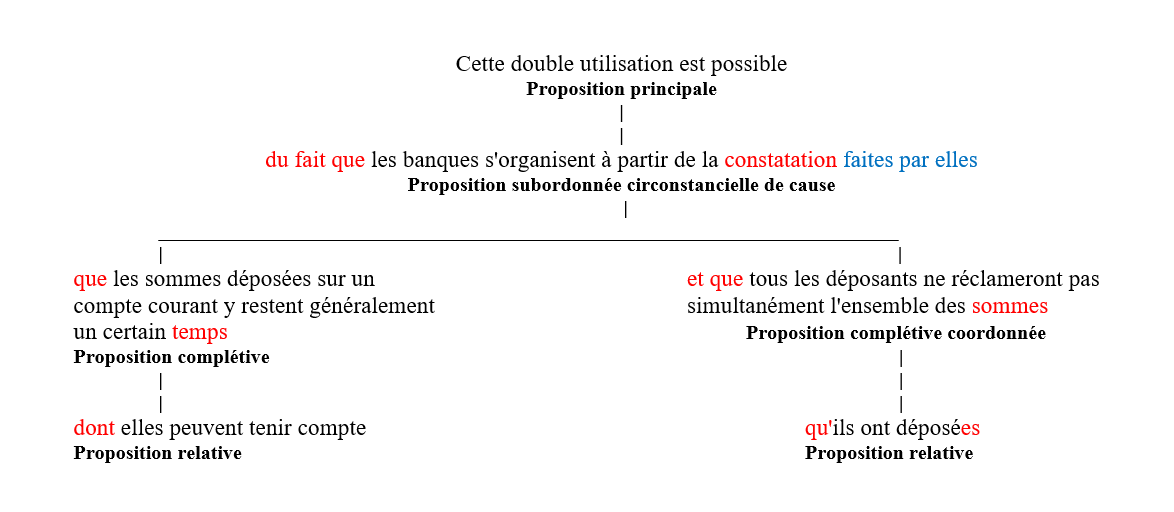 Cette double utilisation est possible
Proposition principale
du fait que les banques s'organisent à partir de la constatation faites par elles
Proposition subordonnée circonstancielle de cause
que les sommes déposées sur un
compte courant y restent généralement
un certain temps
Proposition complétive
et que tous les déposants ne réclameront pas
simultanément l'ensemble des sommes
Proposition complétive coordonnée
dont elles peuvent tenir compte
Proposition relative
qu'ils ont déposées
Proposition relative